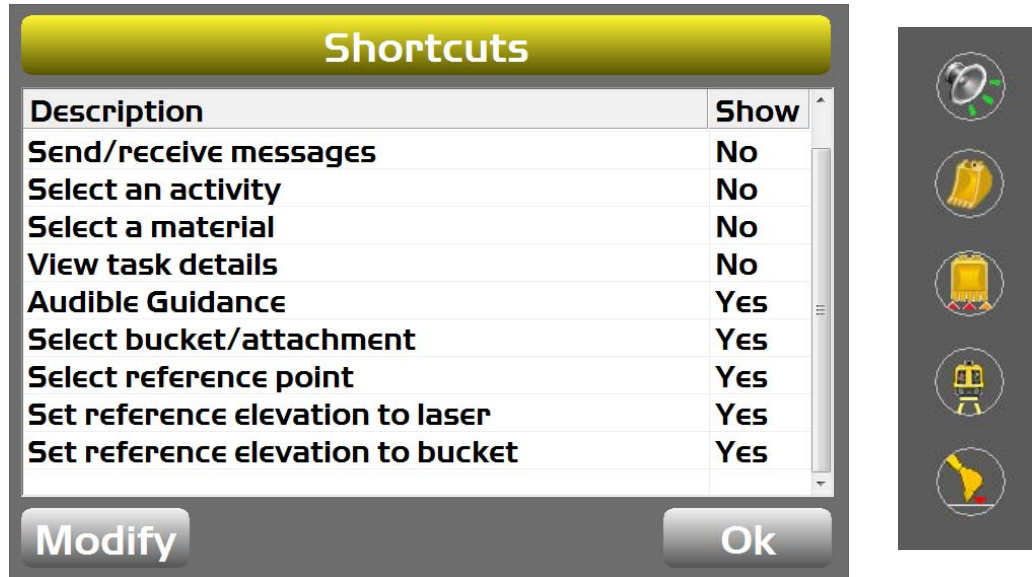 Shortcuts
Description Show
Send/receive messages No
Select an activity No
Select a material No
View task details No
Audible Guidance Yes
Select bucket/attachment Yes
Select reference point Yes
Set reference elevation to laser Yes
Set reference elevation to bucket Yes
Modify Ok